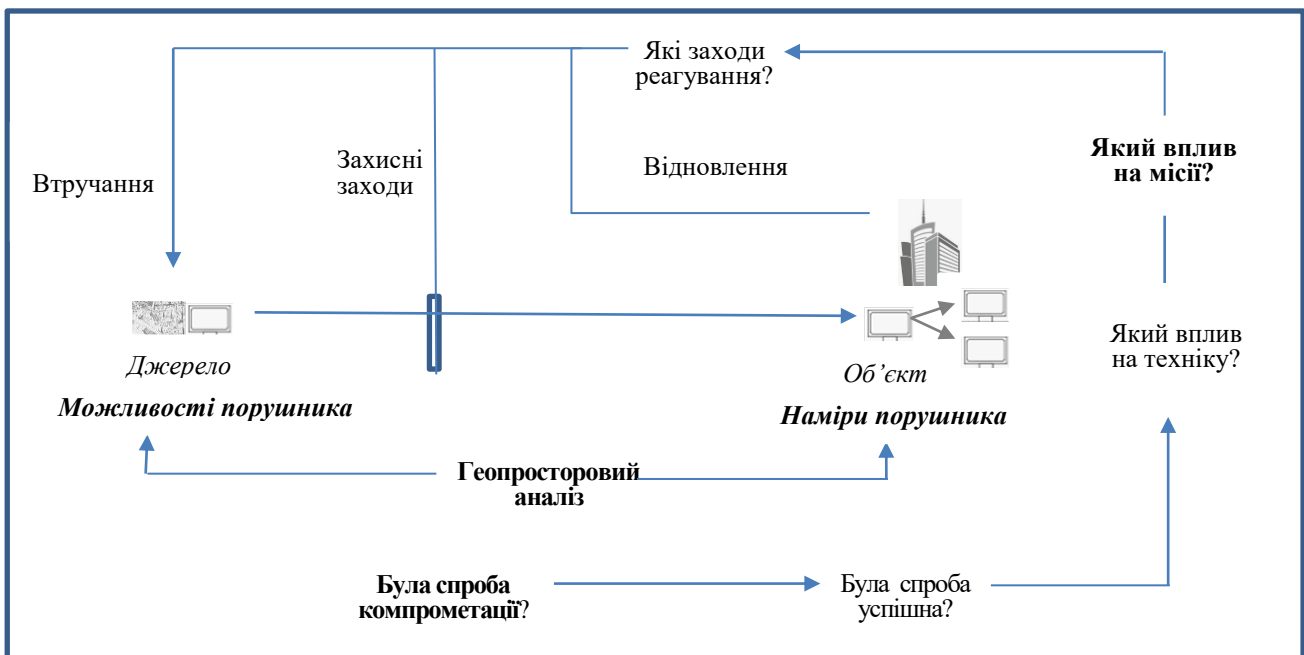 Які заходи
реагування?
Втручання
Захисні
заходи
Відновлення
Який вплив
на місії?
Джерело
Можливості порушника
Об’єкт
Наміри порушника
Який вплив
на техніку?
Геопросторовий
аналіз
Була спроба
компрометації?
Була спроба
успішна?